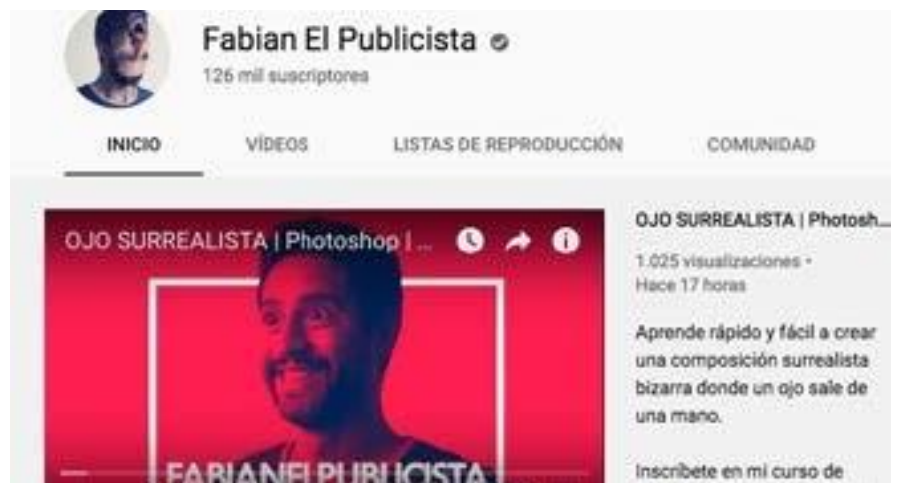 Fabian El Publicista
126 mil suscriptores
INICIO VÍDEOS LISTAS DE REPRODUCCIÓN COMUNIDAD
OJO SURREALISTA | Photoshop | ...
FABIANELPUBLICISTA
OJO SURREALISTA | Photosh...
1.025 visualizaciones •
Hace 17 horas
Aprende rápido y fácil a crear
una composición surrealista
bizarra donde un ojo sale de
una mano.
Inscríbete en mi curso de